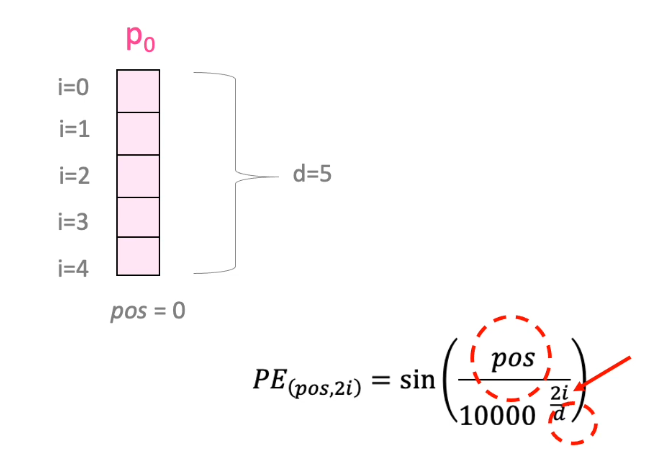 p₀
i=0
i=1
i=2
i=3
i=4
d=5
pos = 0
PE(pos,2i) = sin(pos / 10000^(2i/d))